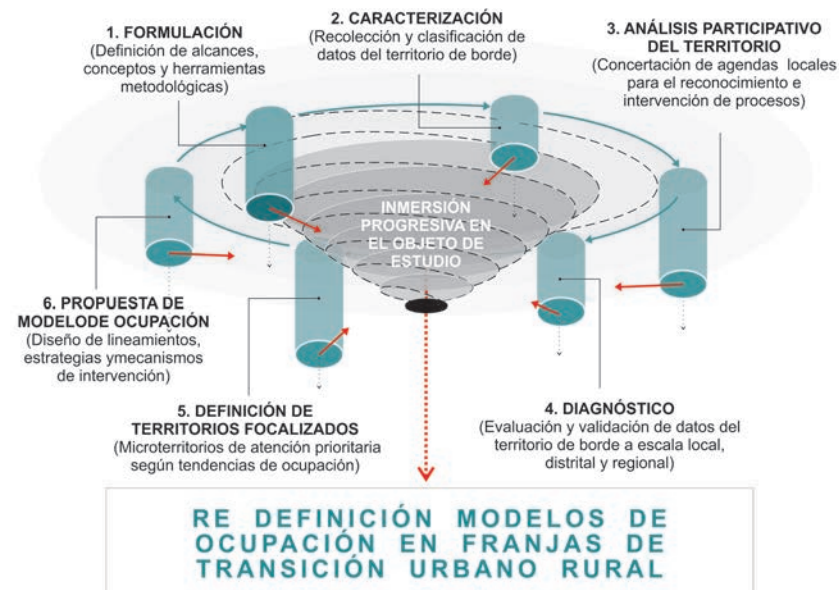 1. FORMULACIÓN
(Definición de alcances,
conceptos y herramientas
metodológicas)
2. CARACTERIZACIÓN
(Recolección y clasificación de
datos del territorio de borde)
3. ANÁLISIS PARTICIPATIVO
DEL TERRITORIO
(Concertación de agendas locales
para el reconocimiento e
intervención de procesos)
INMERSIÓN
PROGRESIVA EN
EL OBJETO DE
ESTUDIO
6. PROPUESTA DE
MODELODE OCUPACIÓN
(Diseño de lineamientos,
estrategias ymecanismos
de intervención)
5. DEFINICIÓN DE
TERRITORIOS FOCALIZADOS
(Microterritorios de atención prioritaria
según tendencias de ocupación)
4. DIAGNÓSTICO
(Evaluación y validación de datos del
territorio de borde a escala local,
distrital y regional)
RE DEFINICIÓN MODELOS DE
OCUPACIÓN EN FRANJAS DE
TRANSICIÓN URBANO RURAL